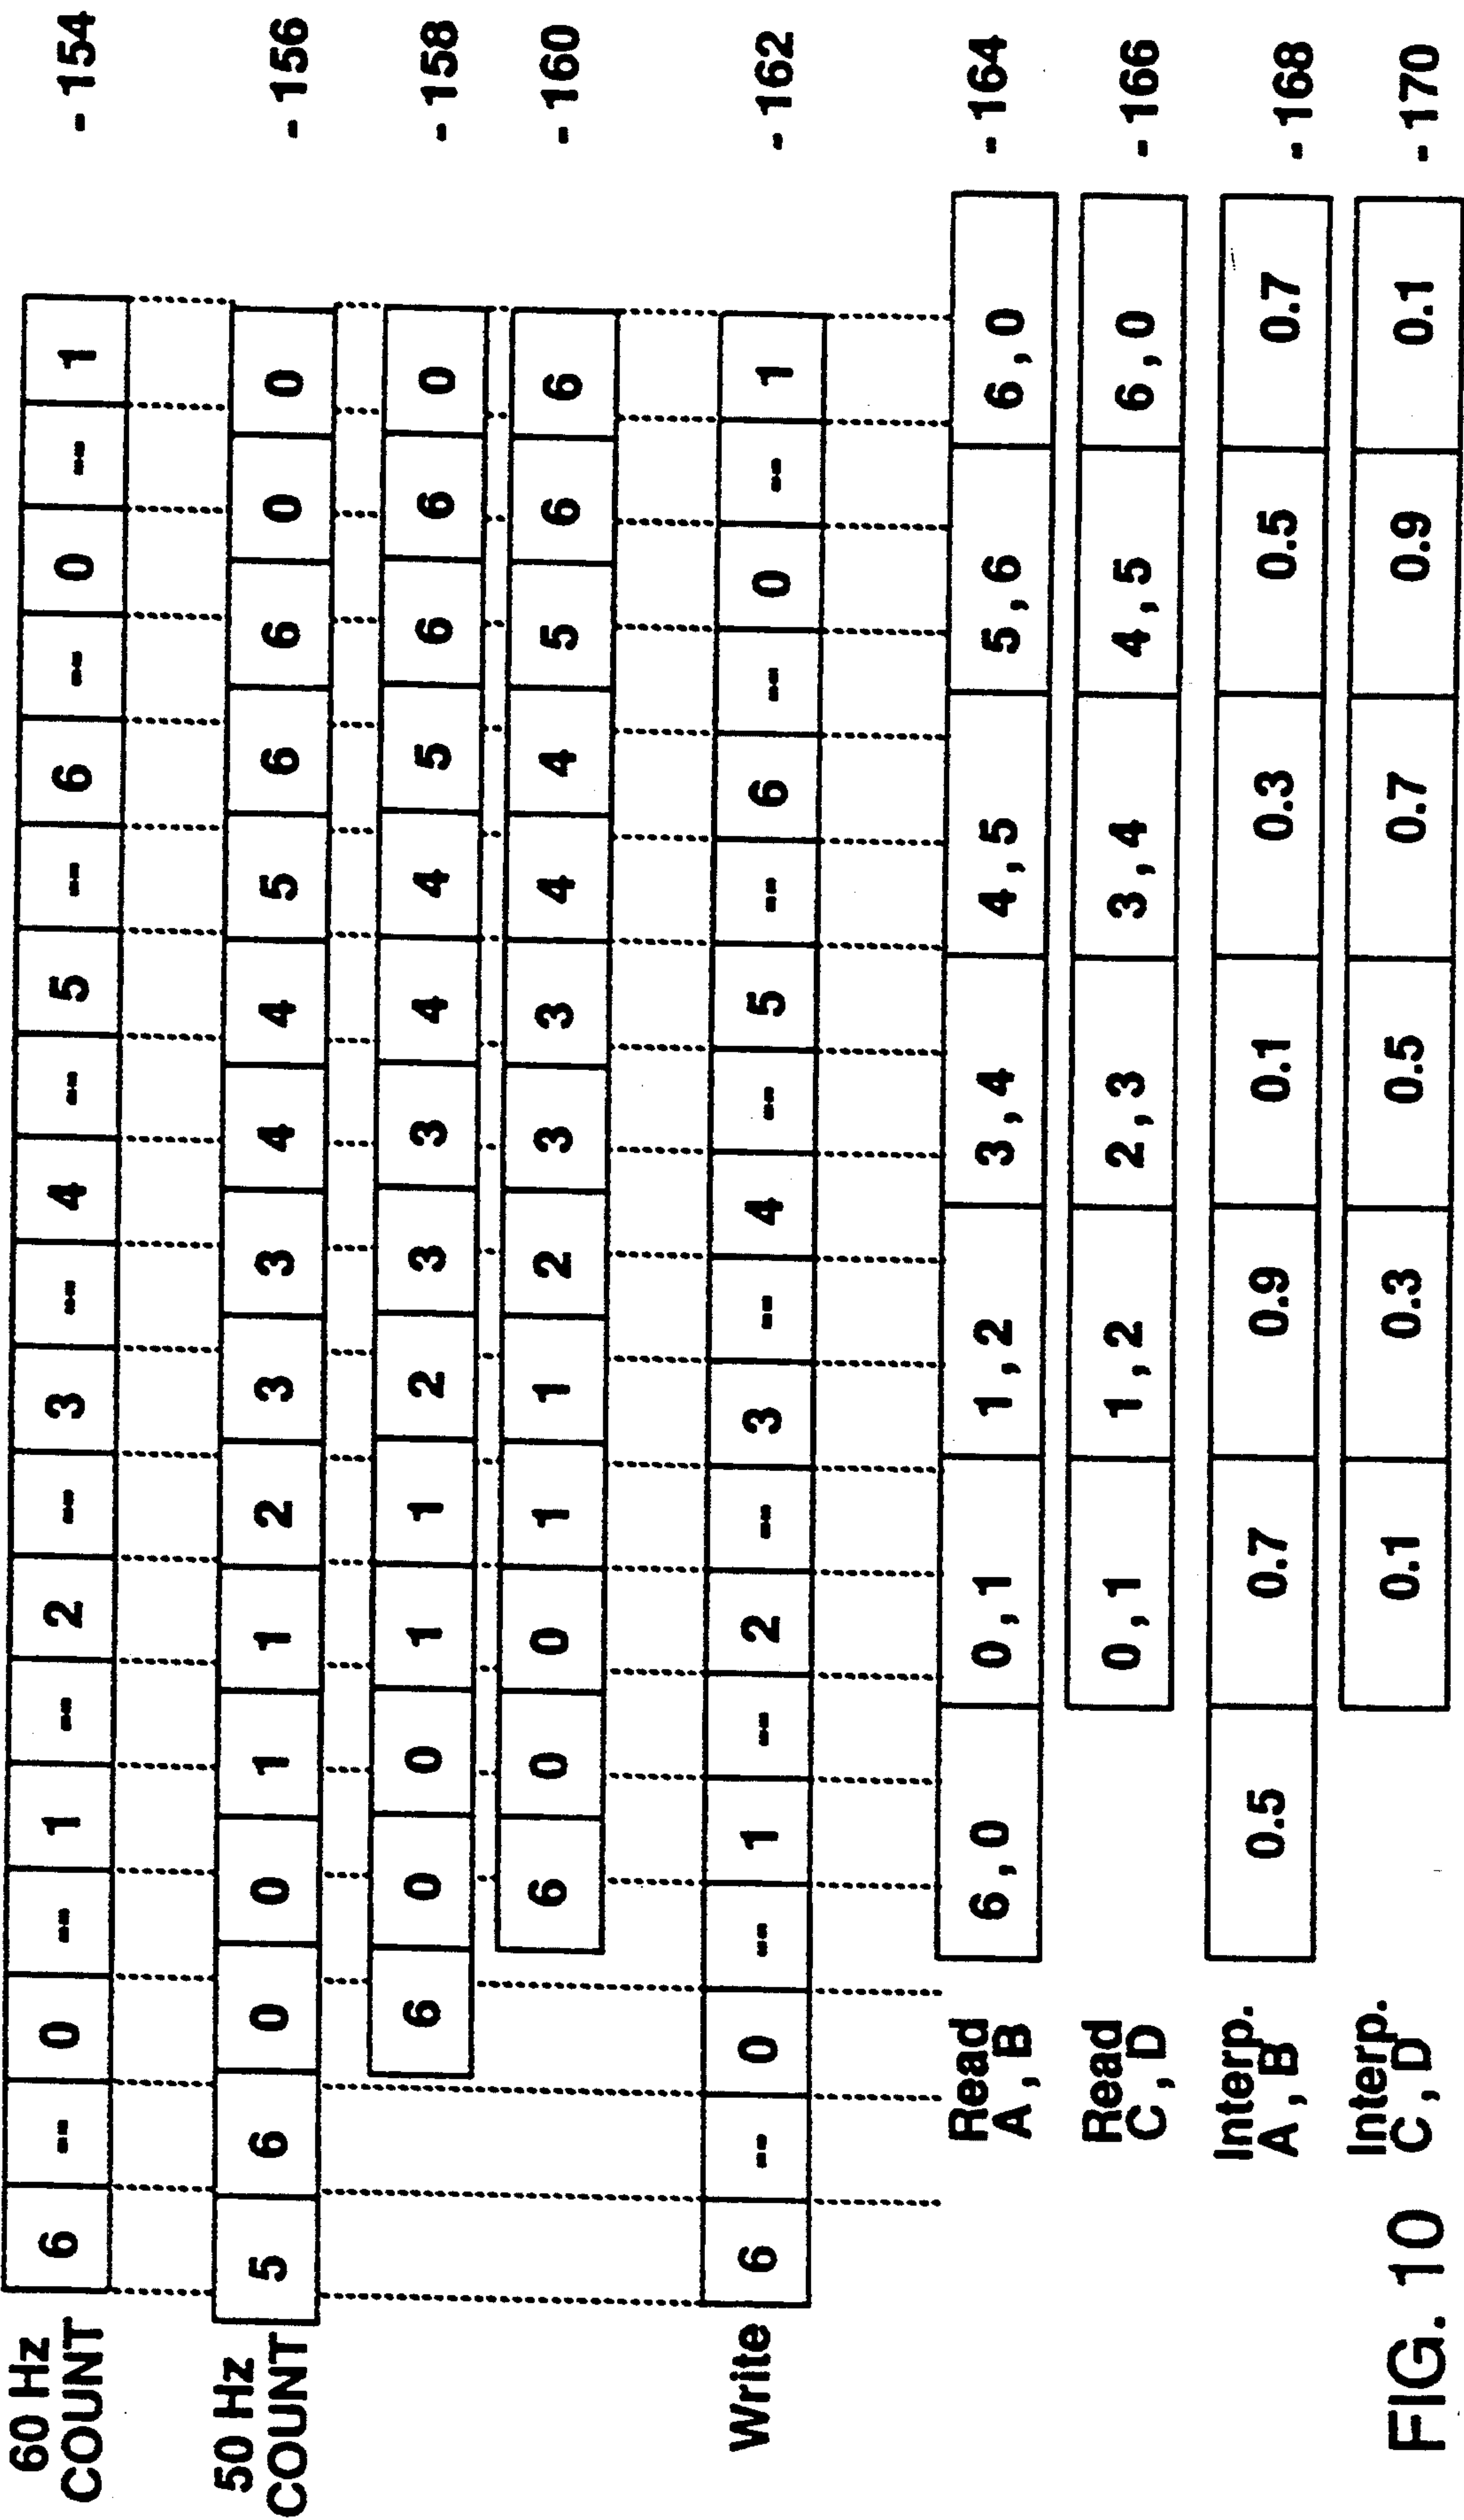 60 Hz
COUNT 6 -- 0 -- 1 -- 2 -- 3 -- 4 -- 5 -- 6 -- 0 -- 1 - 154
50 Hz
COUNT 5 6 0 0 1 1 2 3 3 4 4 5 6 6 0 0 - 156
6 0 0 1 1 2 3 3 4 4 5 6 6 0 - 158
6 0 0 1 1 2 3 3 4 4 5 6 6 - 160
Write 6 -- 0 -- 1 -- 2 -- 3 -- 4 -- 5 -- 6 -- 0 -- 1 - 162
Read
A, B 6,0 0,1 1,2 3,4 4,5 5,6 6,0 - 164
Read
C, D 0,1 1,2 2,3 3,4 4,5 6,0 - 166
Interp.
A, B 0.5 0.7 0.9 0.1 0.3 0.5 0.7 - 168
Interp.
C, D 0.1 0.3 0.5 0.7 0.9 0.1 - 170
FIG. 10